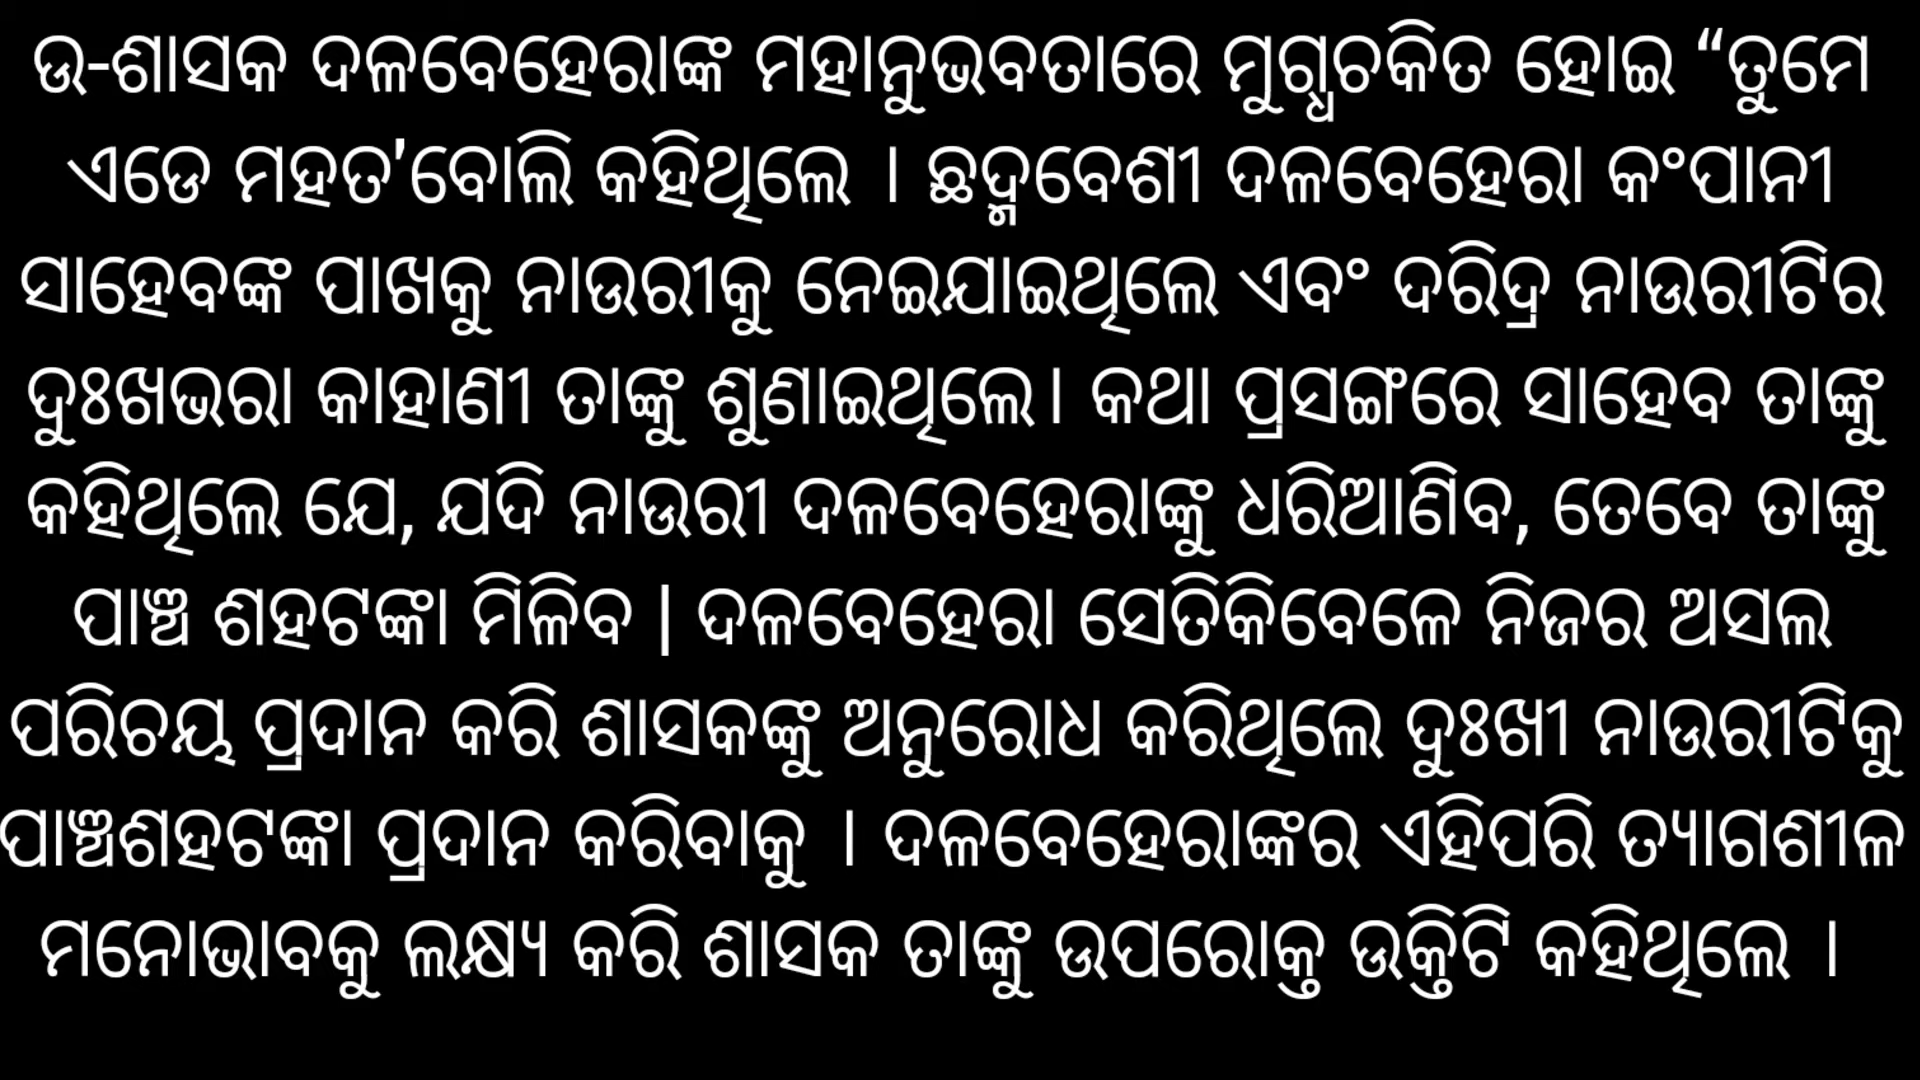 ଉ-ଶାସକ ଦଳବେହେରାଙ୍କ ମହାନୁଭବତାରେ ମୁଗ୍ଧଚକିତ ହୋଇ “ତୁମେ
ଏଡେ ମହତ'ବୋଲି କହିଥିଲେ । ଛଦ୍ମବେଶୀ ଦଳବେହେରା କଂପାନୀ
ସାହେବଙ୍କ ପାଖକୁ ନାଉରୀକୁ ନେଇଯାଇଥିଲେ ଏବଂ ଦରିଦ୍ର ନାଉରୀଟିର
ଦୁଃଖଭରା କାହାଣୀ ତାଙ୍କୁ ଶୁଣାଇଥିଲେ। କଥା ପ୍ରସଙ୍ଗରେ ସାହେବ ତାଙ୍କୁ
କହିଥିଲେ ଯେ, ଯଦି ନାଉରୀ ଦଳବେହେରାଙ୍କୁ ଧରିଆଣିବ, ତେବେ ତାଙ୍କୁ
ପାଞ୍ଚ ଶହଟଙ୍କା ମିଳିବ | ଦଳବେହେରା ସେତିକିବେଳେ ନିଜର ଅସଲ
ପରିଚୟ ପ୍ରଦାନ କରି ଶାସକଙ୍କୁ ଅନୁରୋଧ କରିଥିଲେ ଦୁଃଖୀ ନାଉରୀଟିକୁ
ପାଞ୍ଚଶହଟଙ୍କା ପ୍ରଦାନ କରିବାକୁ । ଦଳବେହେରାଙ୍କର ଏହିପରି ତ୍ୟାଗଶୀଳ
ମନୋଭାବକୁ ଲକ୍ଷ୍ୟ କରି ଶାସକ ତାଙ୍କୁ ଉପରୋକ୍ତ ଉକ୍ତିଟି କହିଥିଲେ ।